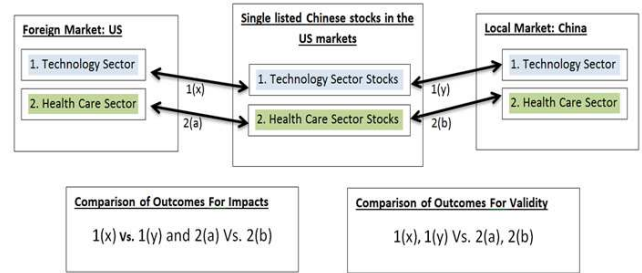 Foreign Market: US
1. Technology Sector
2. Health Care Sector
1(x)
2(a)
Single listed Chinese stocks in the
US markets
1. Technology Sector Stocks
2. Health Care Sector Stocks
1(y)
2(b)
Local Market: China
1. Technology Sector
2. Health Care Sector
Comparison of Outcomes For Impacts
1(x) Vs. 1(y) and 2(a) Vs. 2(b)
Comparison of Outcomes For Validity
1(x), 1(y) Vs. 2(a), 2(b)